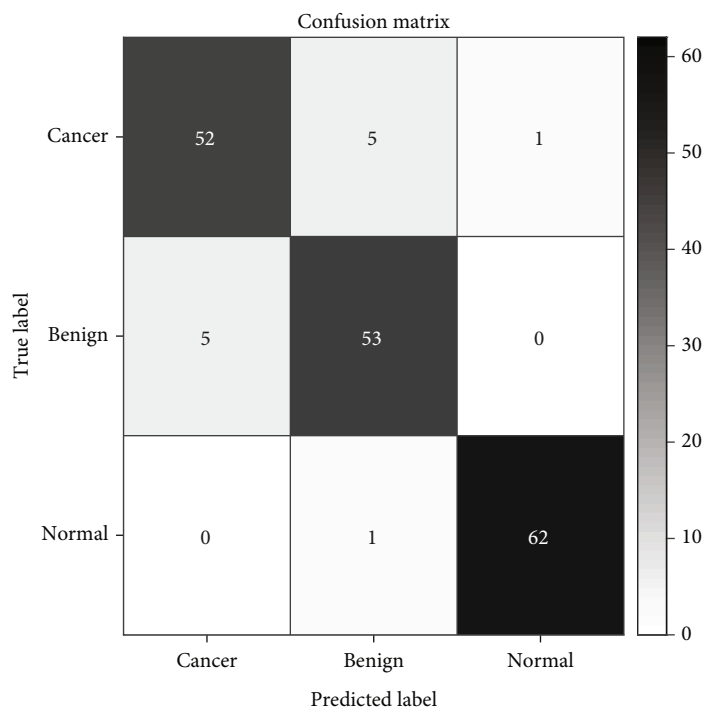 Confusion matrix
Cancer 52 5 1
Benign 5 53 0
Normal 0 1 62
Cancer Benign Normal
Predicted label
True label
60
50
40
30
20
10
0